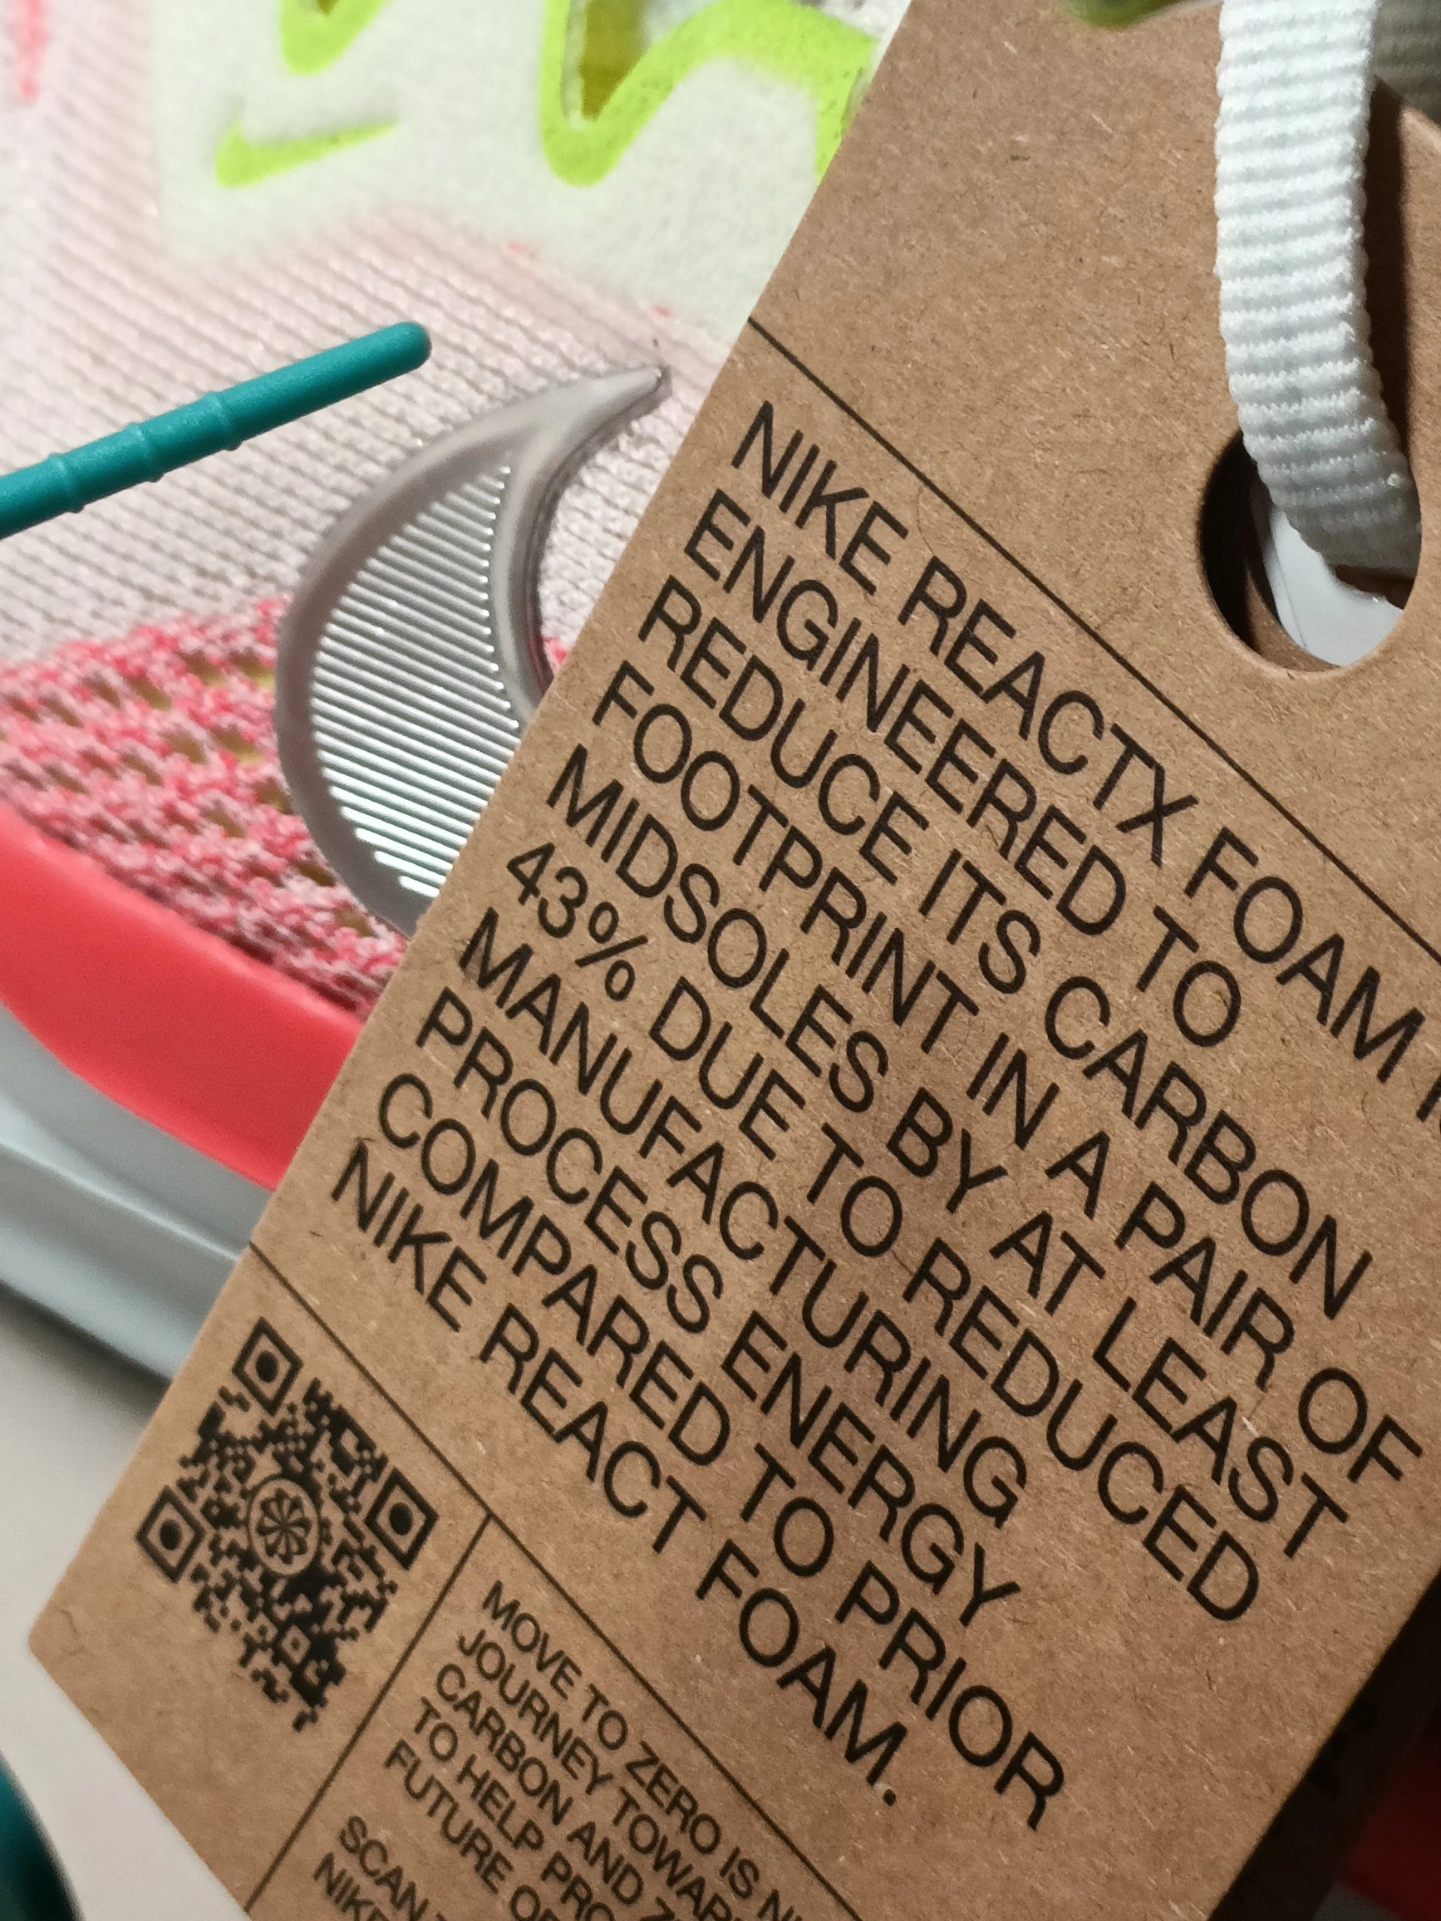 NIKE REACTX FOAM
ENGINEERED TO
REDUCE ITS CARBON
FOOTPRINT IN A PAIR OF
MIDSOLES BY AT LEAST
43% DUE TO REDUCED
MANUFACTURING
PROCESS ENERGY
COMPARED TO PRIOR
NIKE REACT FOAM.
MOVE TO ZERO IS
JOURNEY TOWARD
CARBON AND
TO HELP
FUTURE
SCAN